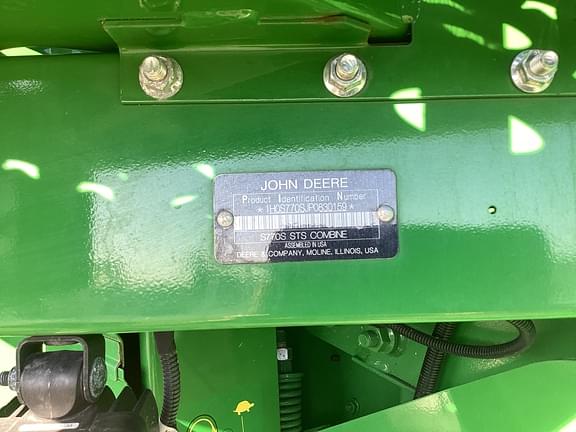 JOHN DEERE
Product Identification Number
*1H0S770SJP0830159*
S770S STS COMBINE
ASSEMBLED IN USA
DEERE & COMPANY, MOLINE, ILLINOIS, USA